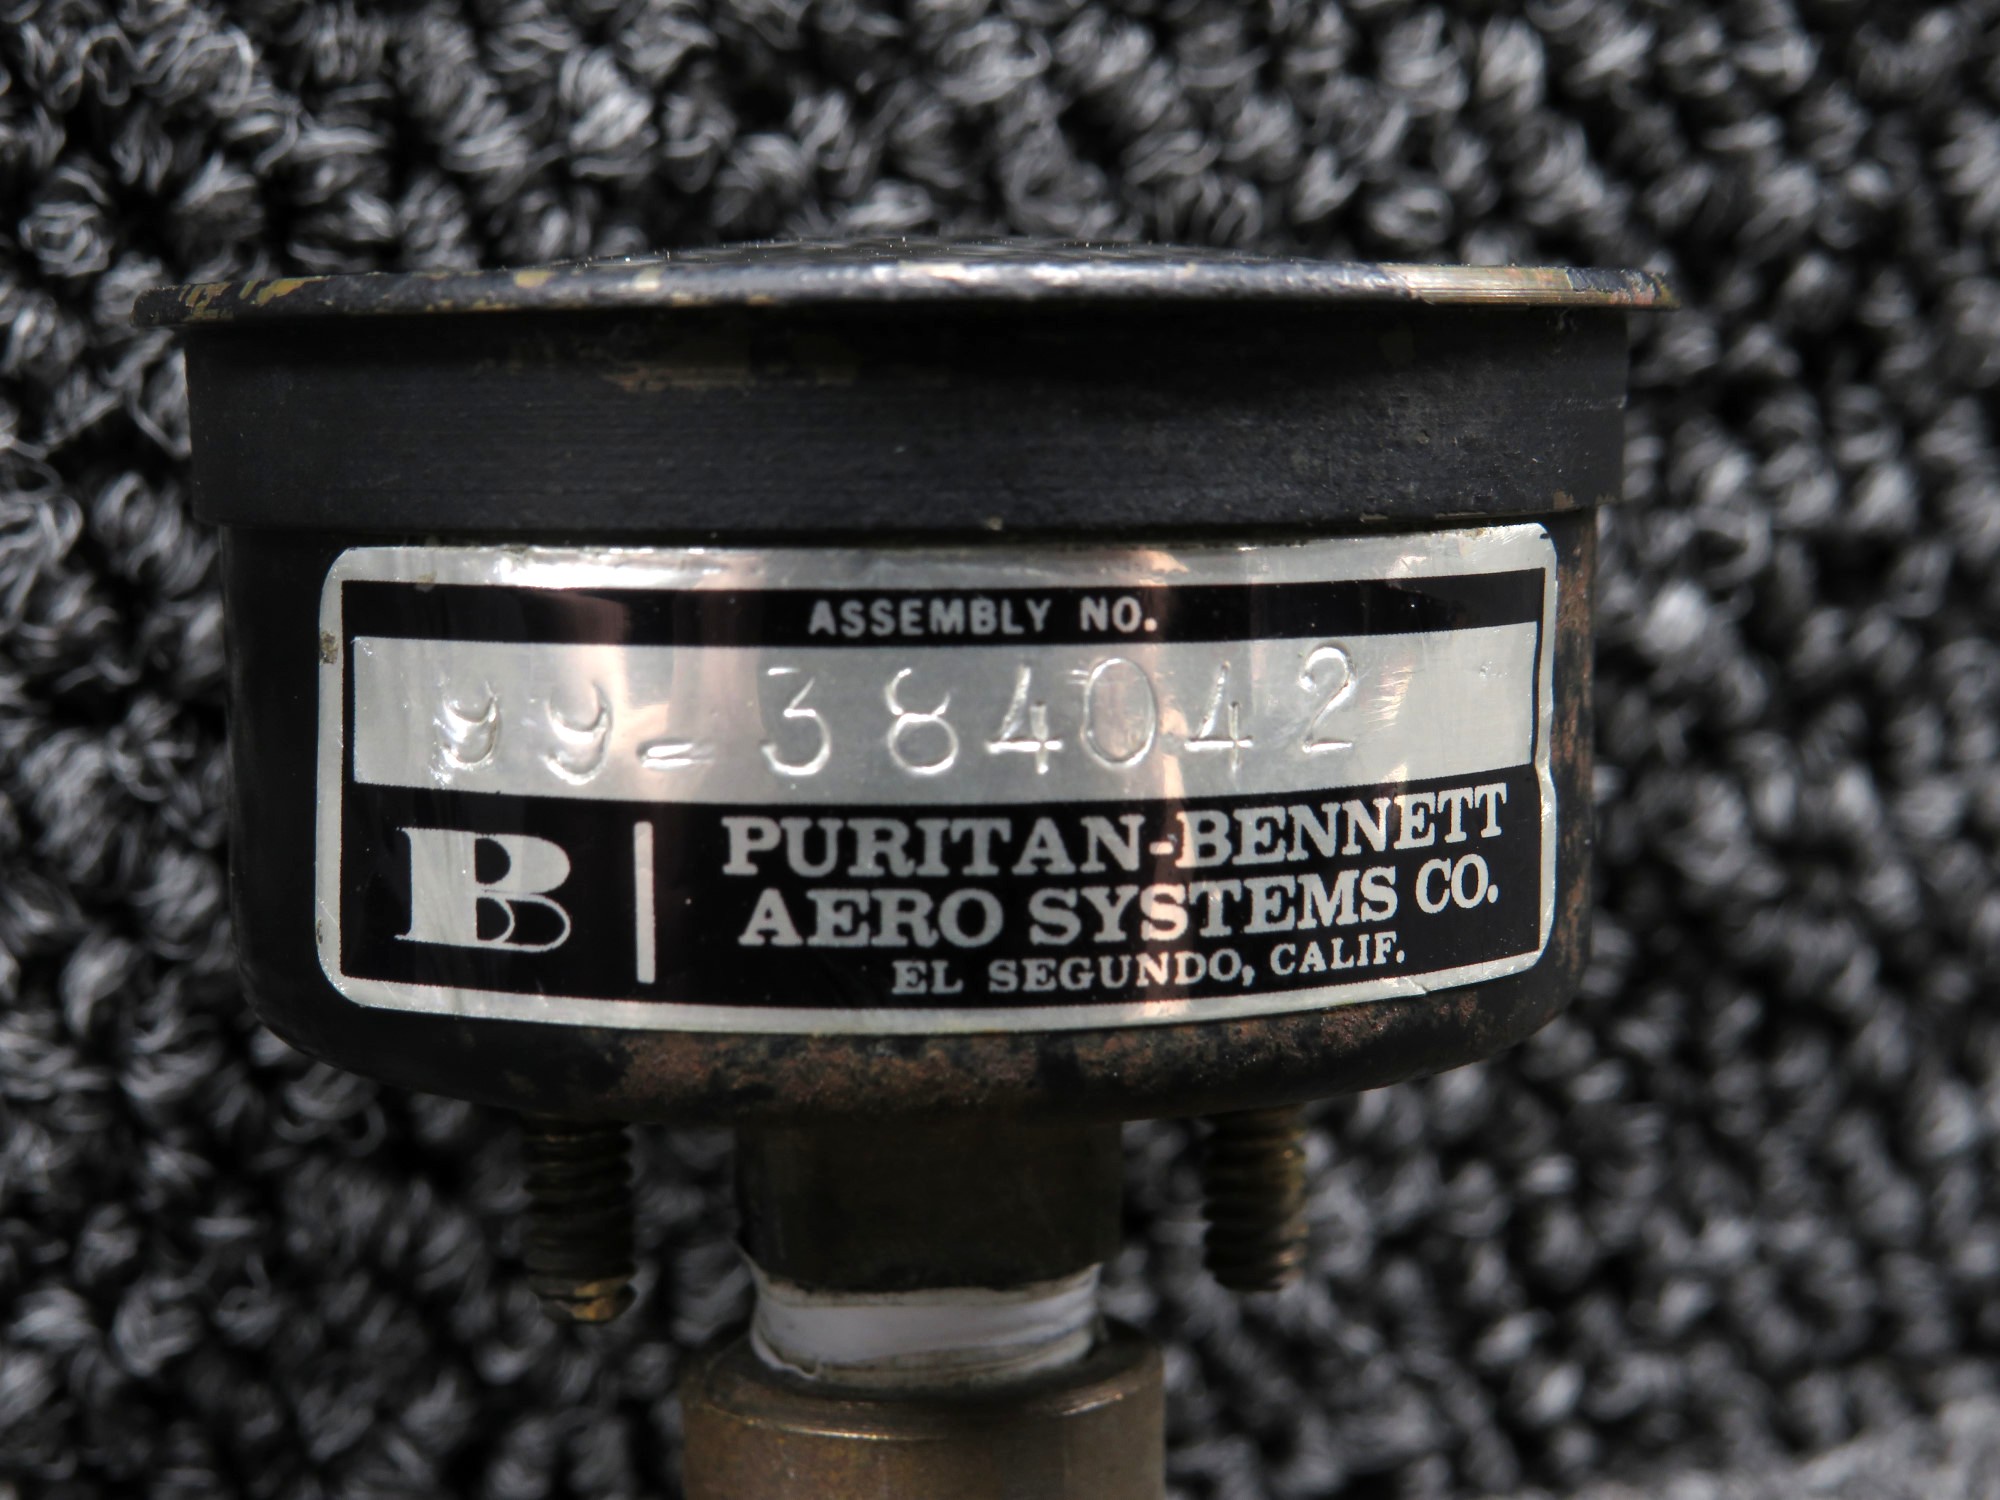 ASSEMBLY NO.
99-384042
B
PURITAN-BENNETT
AERO SYSTEMS CO.
EL SEGUNDO, CALIF.